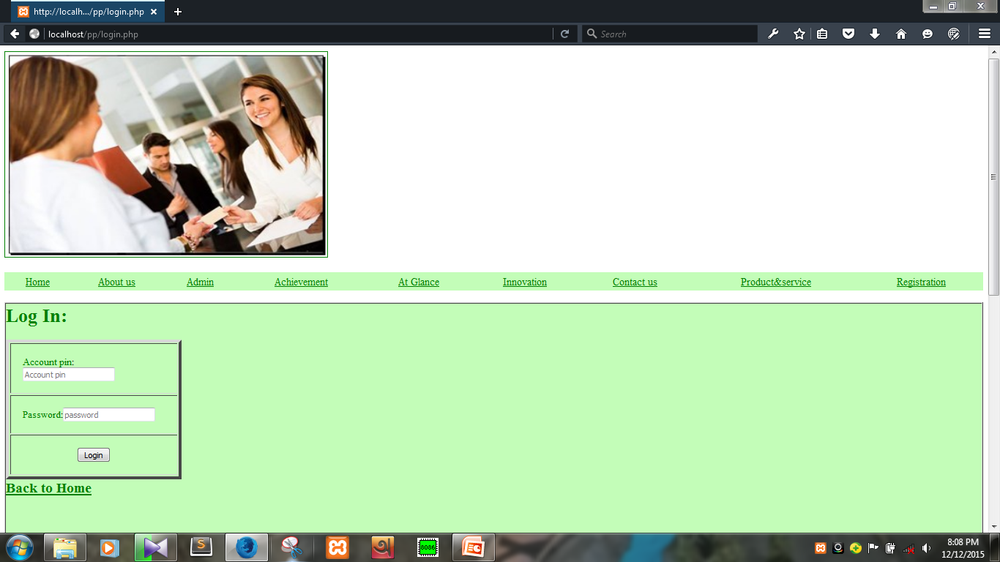 http://localh.../pp/login.php
localhost/pp/login.php
Search
Home About us Admin Achievement At Glance Innovation Contact us Product&service Registration
Log In:
Account pin:
Account pin
Password: password
Login
Back to Home
S
8086
8:08 PM
12/12/2015